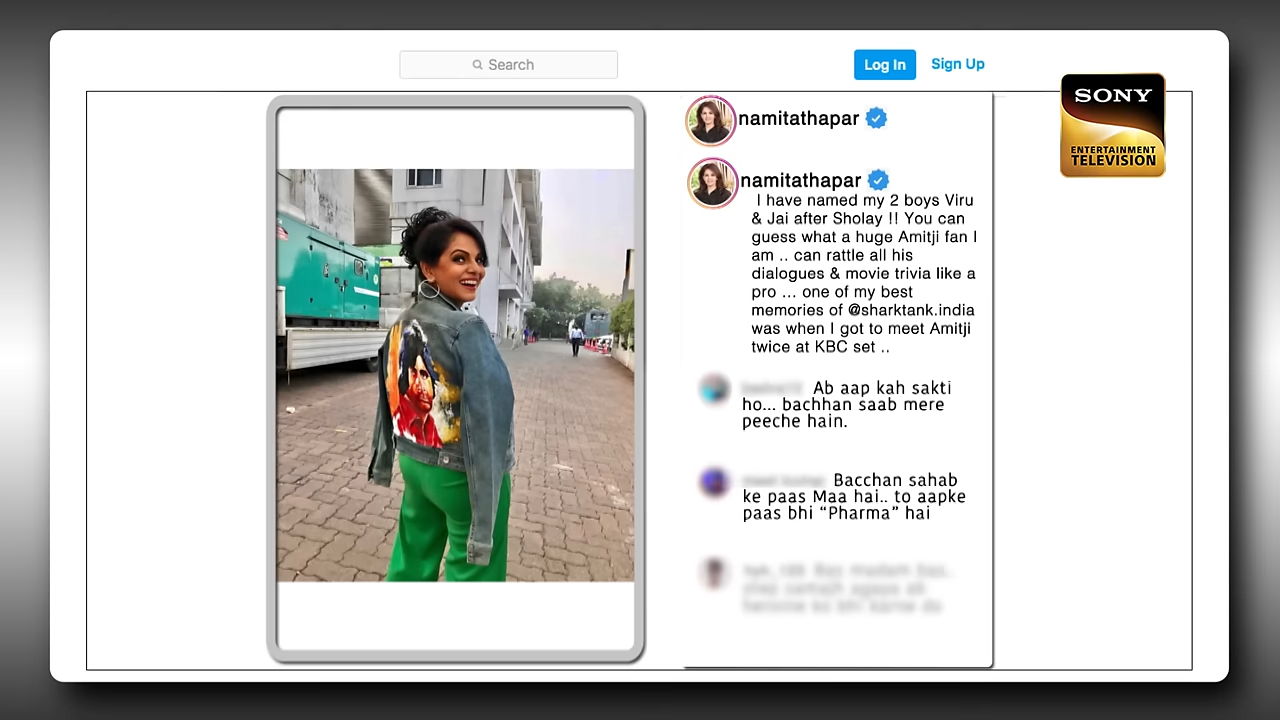 Search
Log In
Sign Up
SONY
ENTERTAINMENT
TELEVISION
namitathapar
namitathapar
I have named my 2 boys Viru
& Jai after Sholay !! You can
guess what a huge Amitji fan I
am .. can rattle all his
dialogues & movie trivia like a
pro ... one of my best
memories of @sharktank.india
was when I got to meet Amitji
twice at KBC set ..
Ab aap kah sakti
ho... bachhan saab mere
peeche hain.
Bacchan sahab
ke paas Maa hai.. to aapke
paas bhi “Pharma” hai